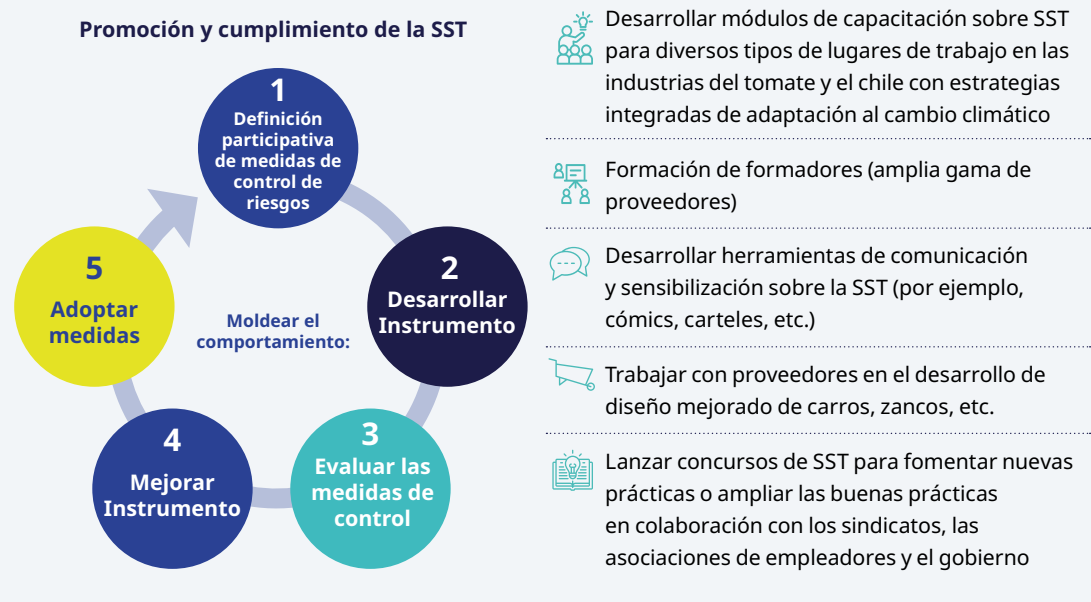 Promoción y cumplimiento de la SST
1
Definición
participativa
de medidas de
control de
riesgos
2
Desarrollar
Instrumento
3
Evaluar las
medidas de
control
4
Mejorar
Instrumento
5
Adoptar
medidas
Moldear el
comportamiento:
Desarrollar módulos de capacitación sobre SST
para diversos tipos de lugares de trabajo en las
industrias del tomate y el chile con estrategias
integradas de adaptación al cambio climático
Formación de formadores (amplia gama de
proveedores)
Desarrollar herramientas de comunicación
y sensibilización sobre la SST (por ejemplo,
cómics, carteles, etc.)
Trabajar con proveedores en el desarrollo de
diseño mejorado de carros, zancos, etc.
Lanzar concursos de SST para fomentar nuevas
prácticas o ampliar las buenas prácticas
en colaboración con los sindicatos, las
asociaciones de empleadores y el gobierno